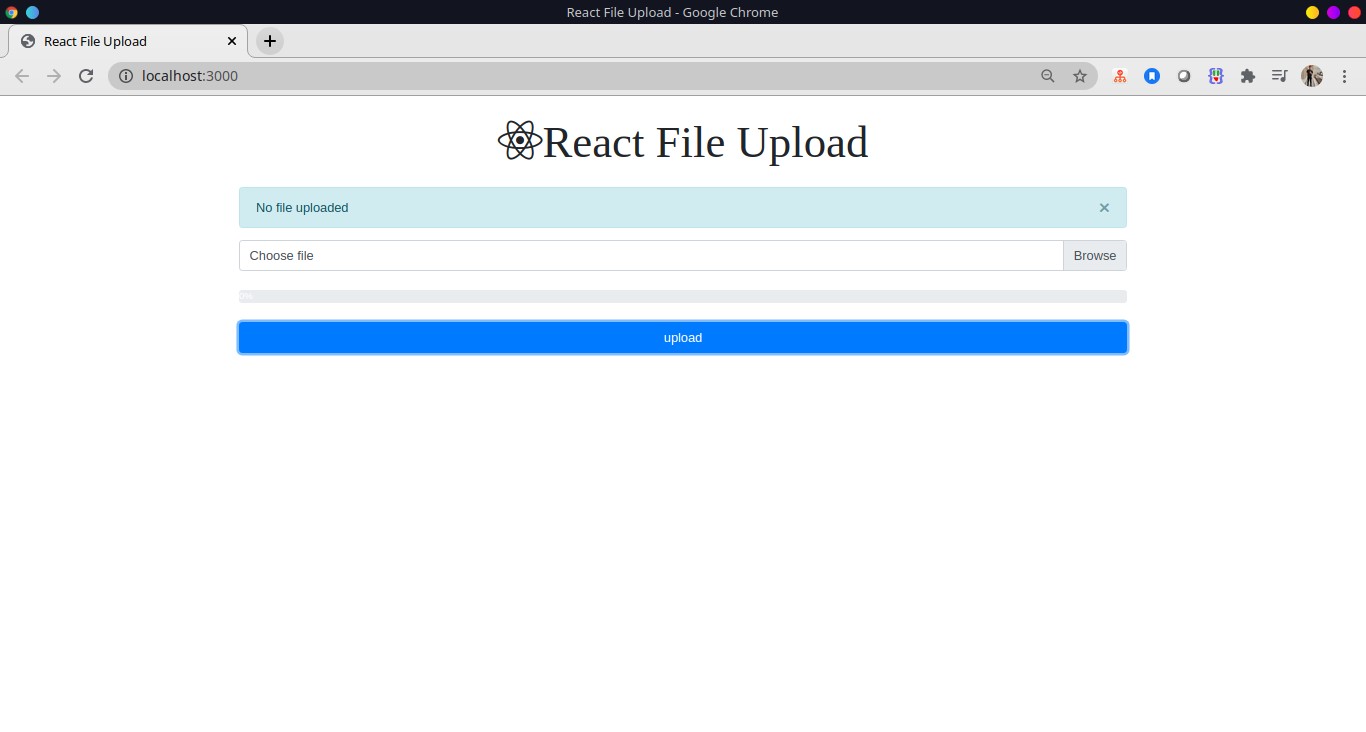 React File Upload - Google Chrome
React File Upload
localhost:3000
React File Upload
No file uploaded
Choose file
Browse
0%
upload